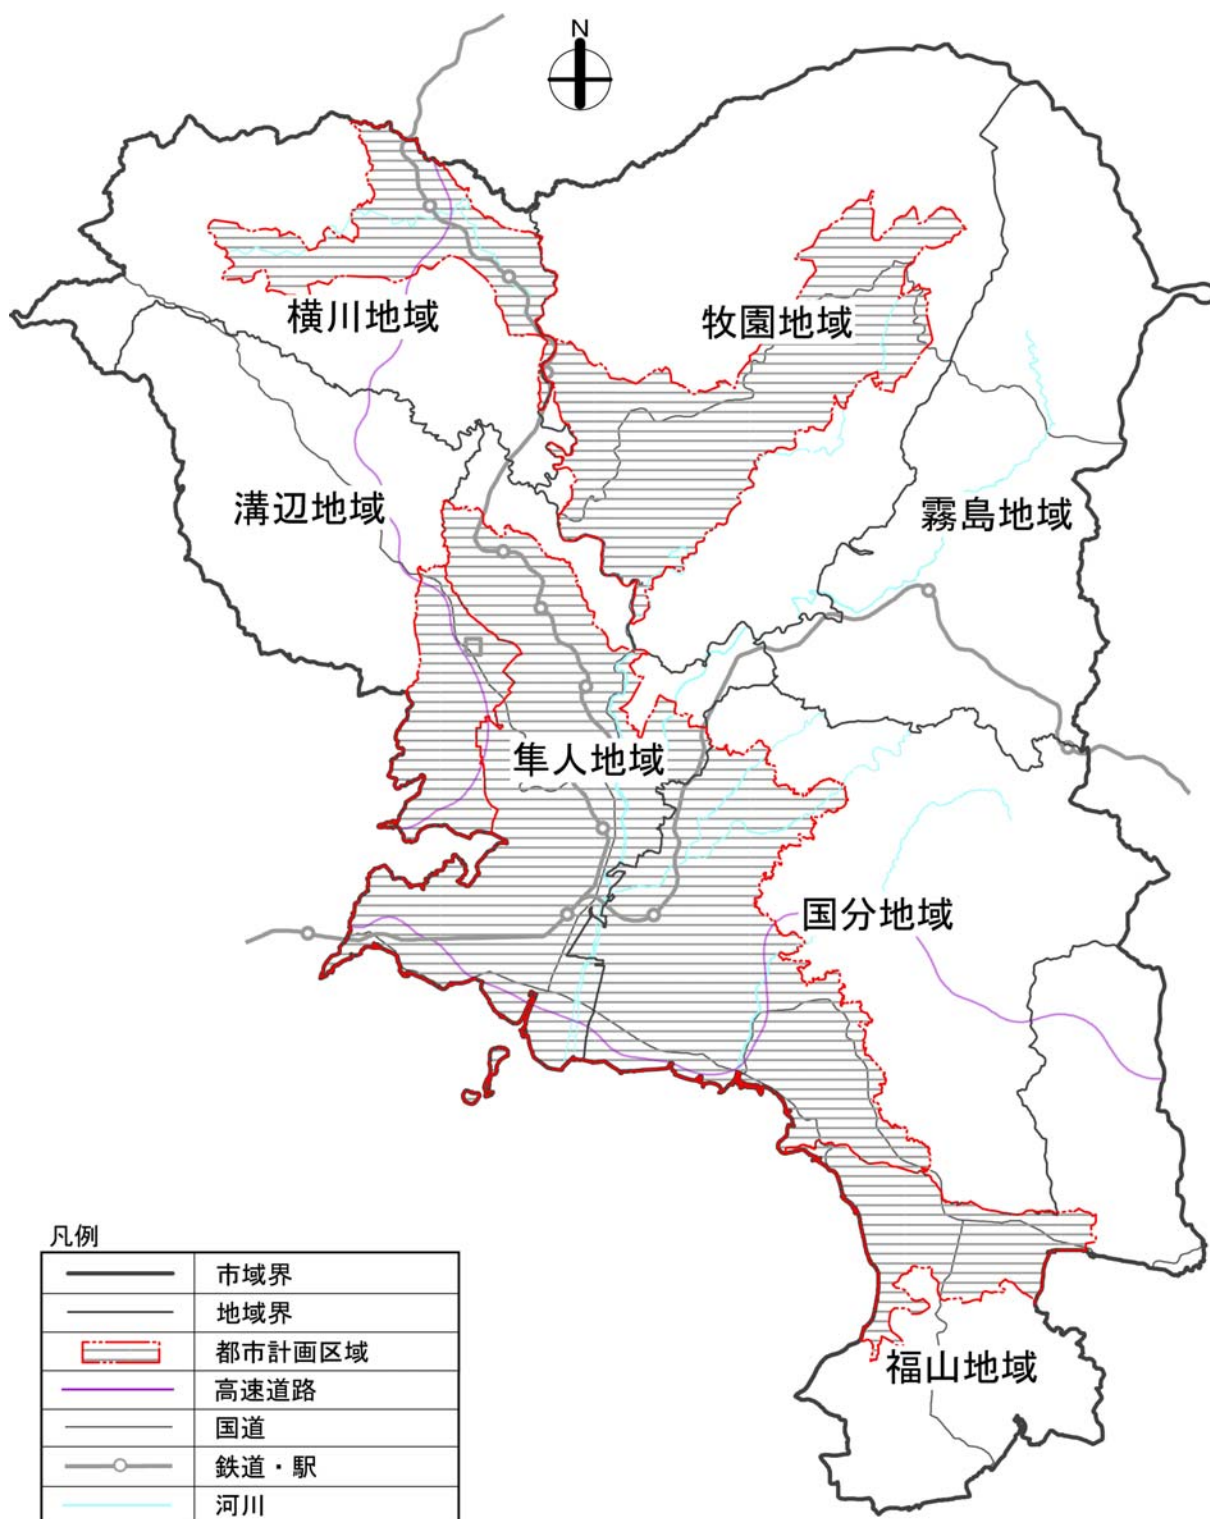 N
横川地域
牧園地域
溝辺地域
霧島地域
隼人地域
国分地域
福山地域
凡例
市域界
地域界
都市計画区域
高速道路
国道
鉄道・駅
河川